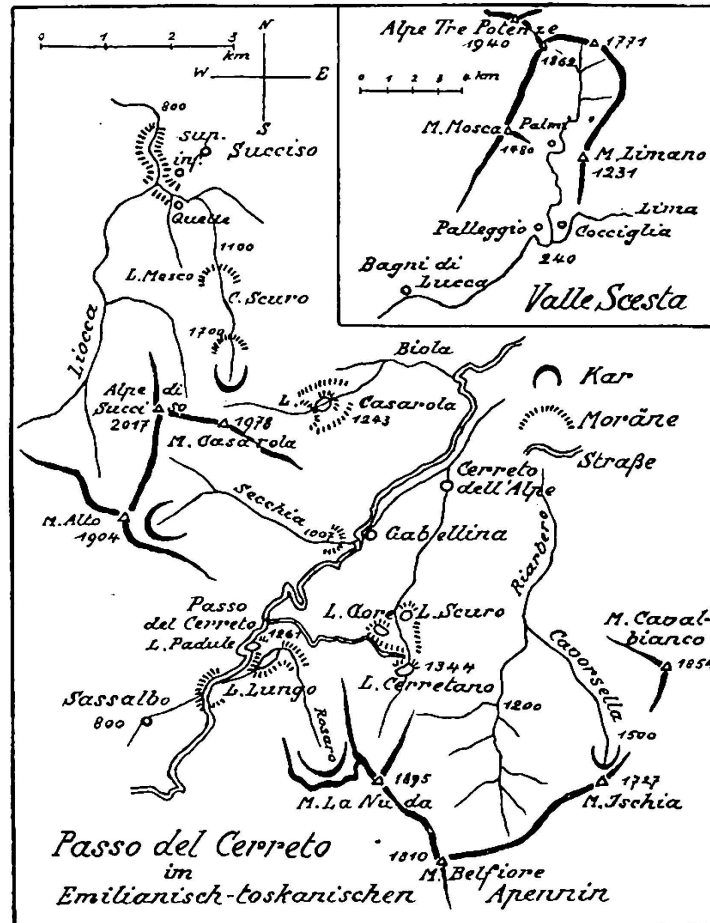 0 1 2 3
km
N
W E
S
800
sup.
Succiso
inf.
Quelle
1100
L. Mesco
C. Scuro
1700
Liocca
Alpe di
Succiso
2017
1978
M. Casarola
M. Alto
1904
L.
Casarola
1243
Biola
Secchia
1007
Gabellina
Cerreto
dell'Alpe
Riarbero
Passo
del Cerreto
1261
L. Padule
L. Gore
L. Scuro
1344
L. Cerretano
L. Lungo
Sassalbo
800
Rosaro
M. Caval-
bianco
1854
Cavorsella
1200
1500
1895
M. La Nuda
1727
M. Ischia
1810
M. Belfiore
Kar
Moräne
Straße
Passo del Cerreto
im
Emilianisch-toskanischen Apennin
Alpe Tre Potenze
1940
1862
1771
0 1 2 3 4 km
M. Mosca
1480
Palmi
M. Limano
1231
Lima
Palleggio
Cocciglia
240
Bagni di
Lucca
Valle Scesta